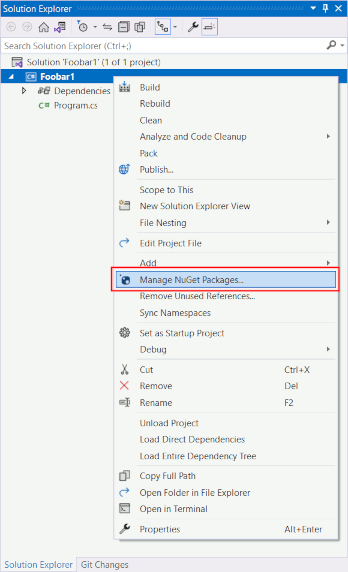 Solution Explorer
Search Solution Explorer (Ctrl+;)
Solution 'Foobar1' (1 of 1 project)
Foobar1
Dependencies
Program.cs
Build
Rebuild
Clean
Analyze and Code Cleanup
Pack
Publish...
Scope to This
New Solution Explorer View
File Nesting
Edit Project File
Add
Manage NuGet Packages...
Remove Unused References...
Sync Namespaces
Set as Startup Project
Debug
Cut Ctrl+X
Remove Del
Rename F2
Unload Project
Load Direct Dependencies
Load Entire Dependency Tree
Copy Full Path
Open Folder in File Explorer
Open in Terminal
Properties Alt+Enter
Solution Explorer Git Changes